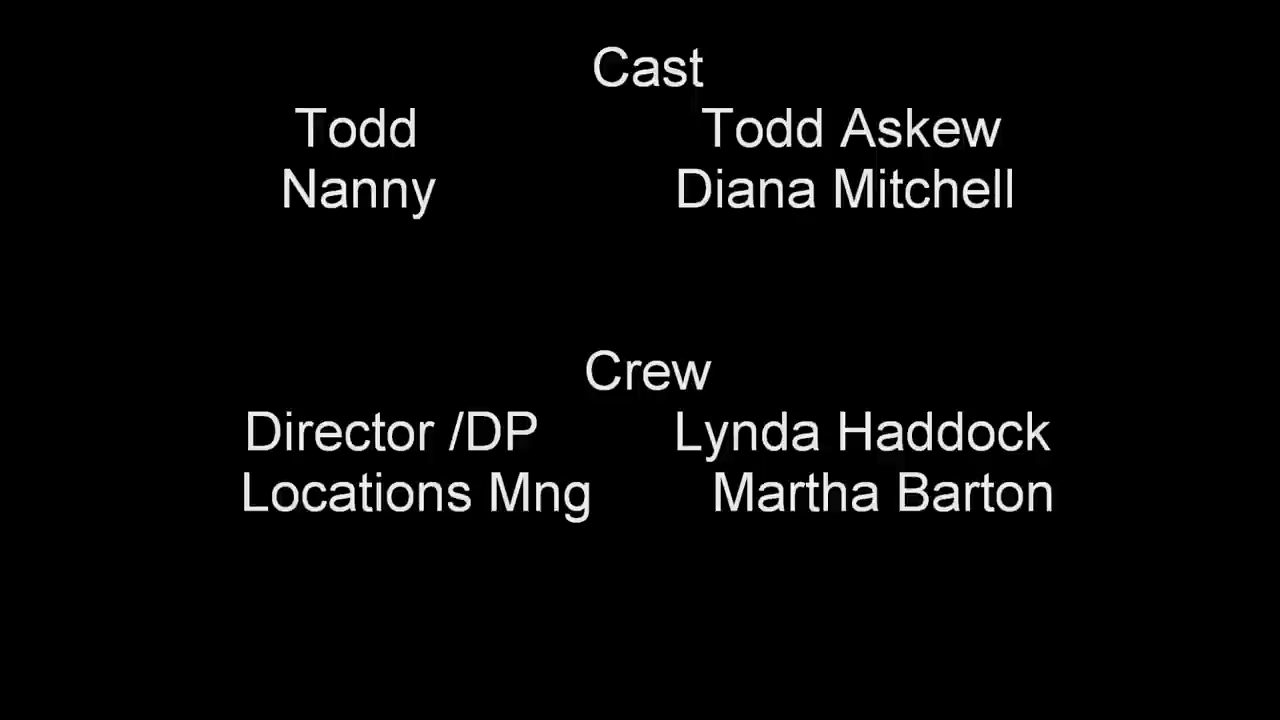 Cast
Todd Todd Askew
Nanny Diana Mitchell
Crew
Director /DP Lynda Haddock
Locations Mng Martha Barton